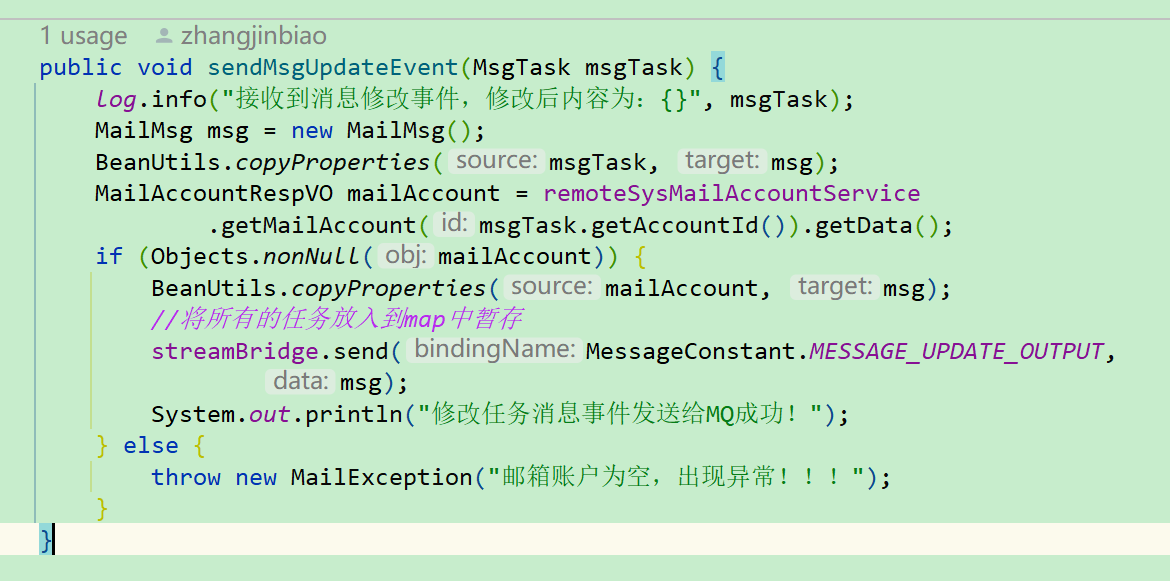 1 usage zhangjinbiao
public void sendMsgUpdateEvent(MsgTask msgTask) {
log.info("接收到消息修改事件，修改后内容为：{}", msgTask);
MailMsg msg = new MailMsg();
BeanUtils.copyProperties( source: msgTask, target: msg);
MailAccountRespVO mailAccount = remoteSysMailAccountService
.getMailAccount( id: msgTask.getAccountId()).getData();
if (Objects.nonNull( obj: mailAccount)) {
BeanUtils.copyProperties( source: mailAccount, target: msg);
//将所有的任务放入到map中暂存
streamBridge.send( bindingName: MessageConstant.MESSAGE_UPDATE_OUTPUT,
data: msg);
System.out.println("修改任务消息事件发送给MQ成功！");
} else {
throw new MailException("邮箱账户为空，出现异常！！！");
}
}